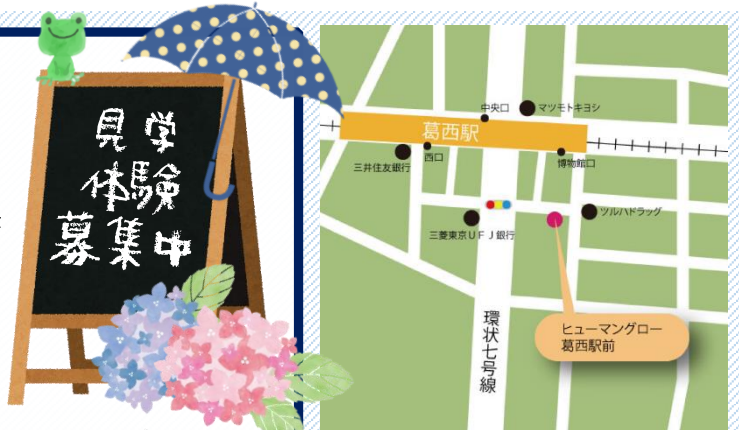 見学
体験
募集中
中央口
マツモトキヨシ
葛西駅
三井住友銀行
西口
博物館口
三菱東京UFJ銀行
ツルハドラッグ
環状七号線
ヒューマングロー
葛西駅前